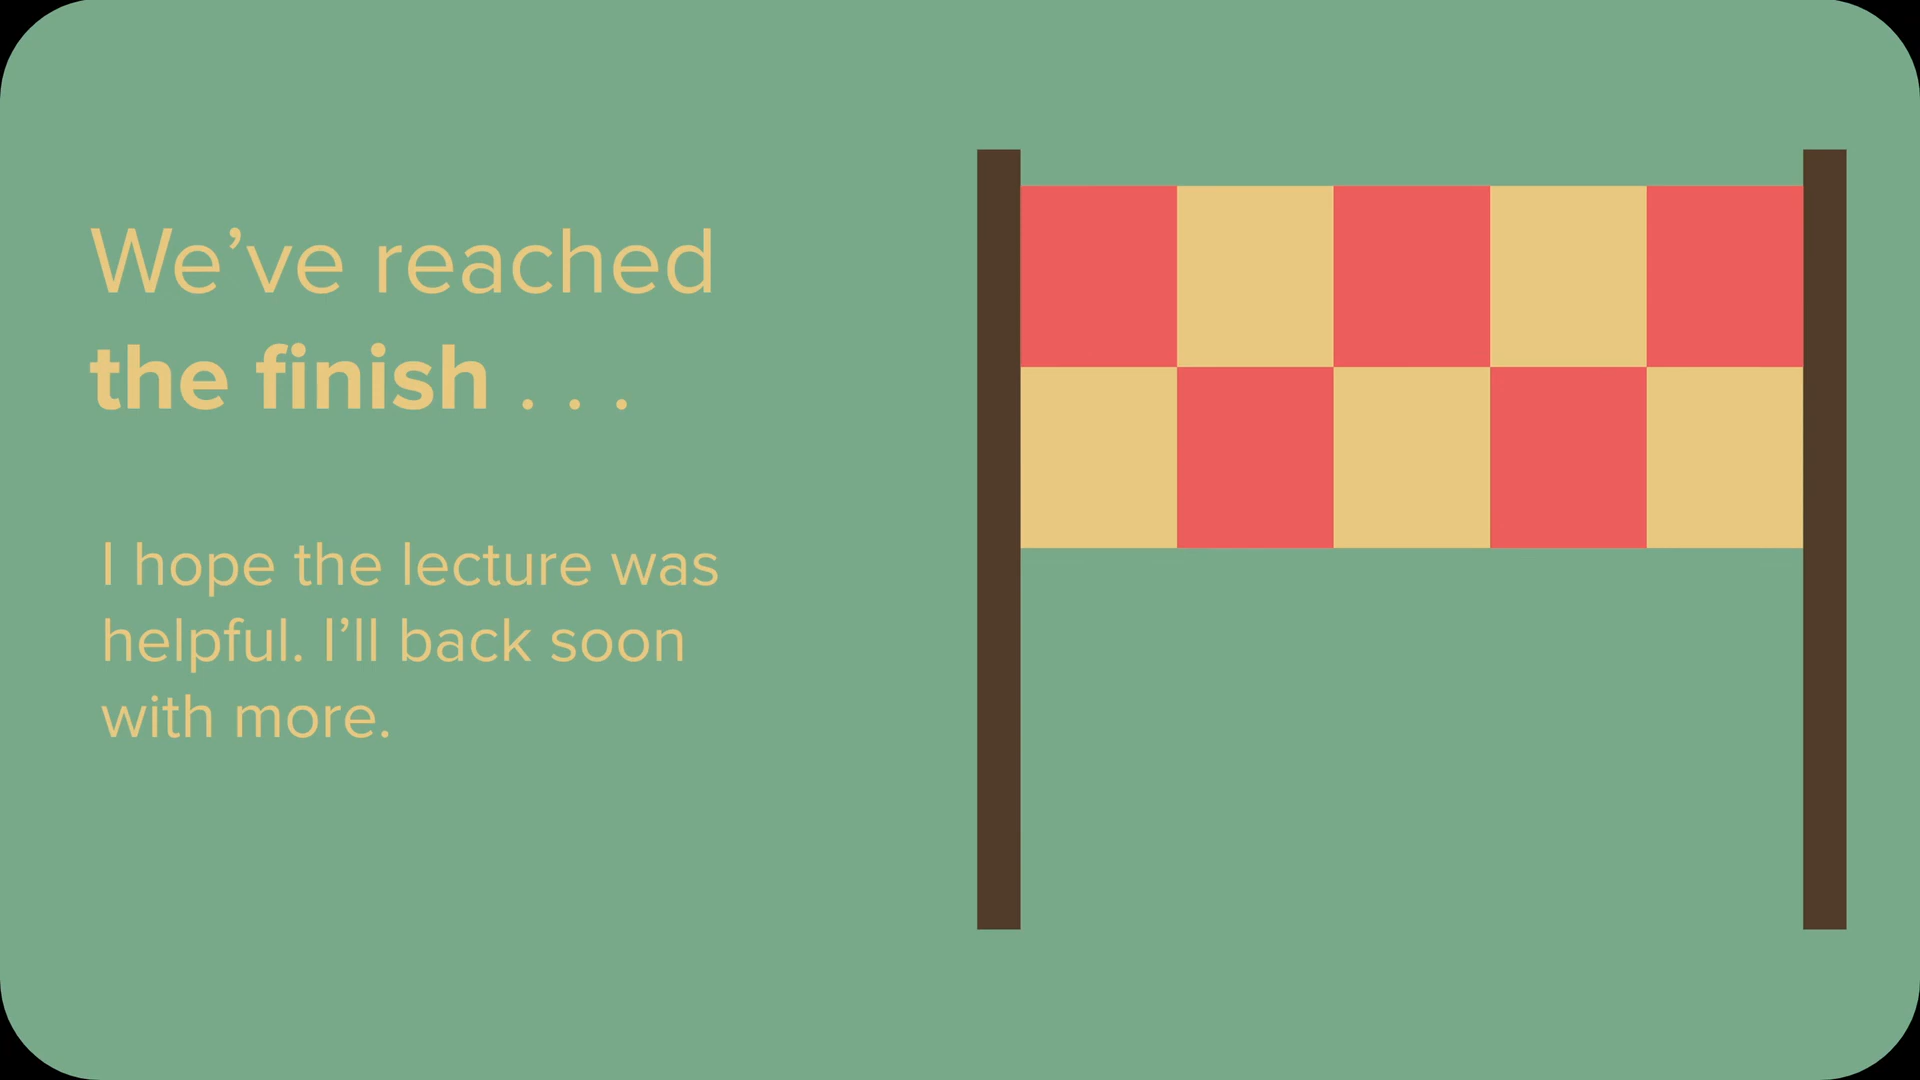 We’ve reached
the finish . . .
I hope the lecture was
helpful. I’ll back soon
with more.